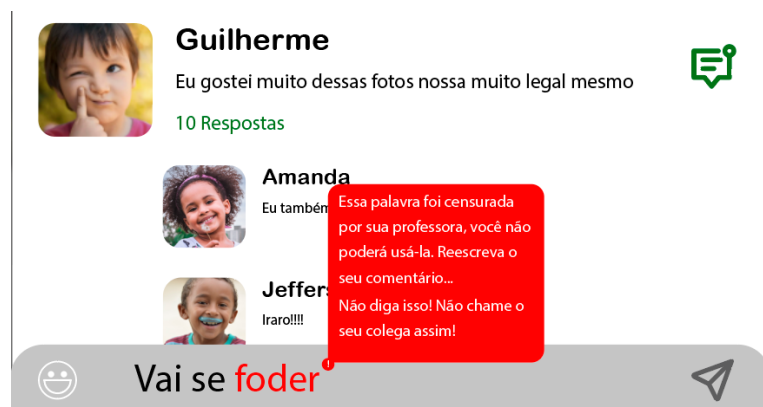 Guilherme
Eu gostei muito dessas fotos nossa muito legal mesmo
10 Respostas
Amanda
Eu também
Essa palavra foi censurada
por sua professora, você não
poderá usá-la. Reescreva o
seu comentário...
Não diga isso! Não chame o
seu colega assim!
Jeffers
Iraro!!!!
Vai se foder
!